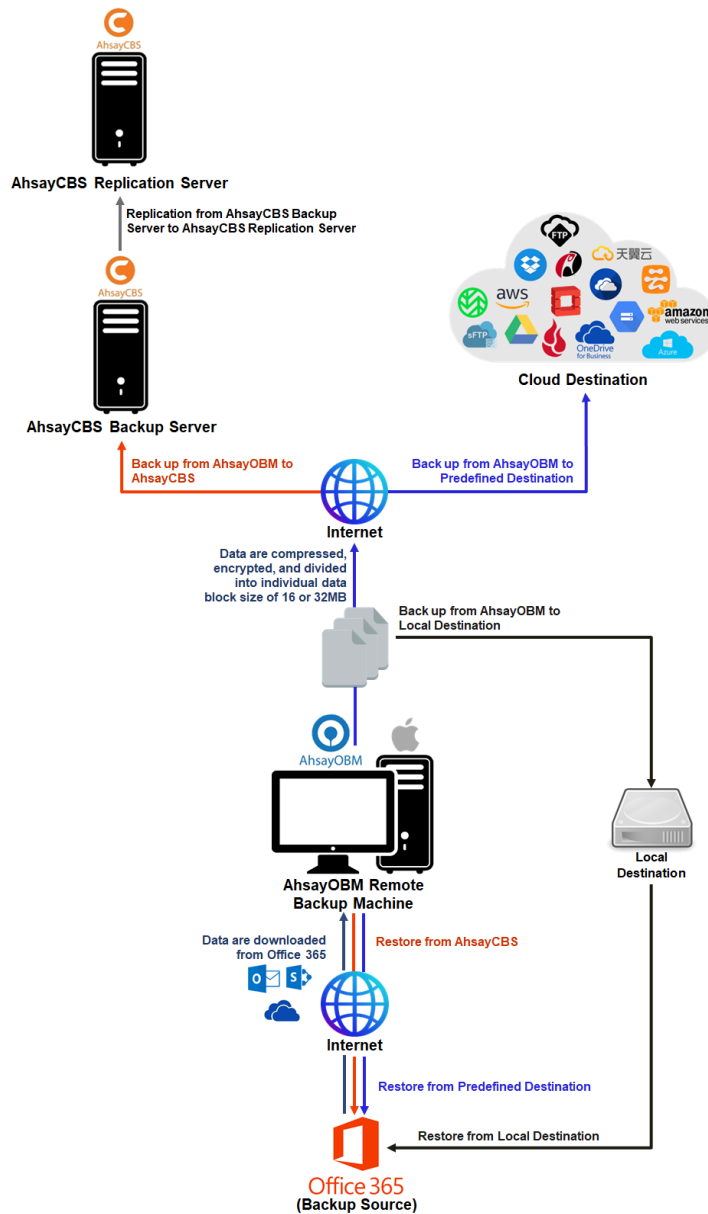 AhsayCBS
AhsayCBS Replication Server
Replication from AhsayCBS Backup
Server to AhsayCBS Replication Server
AhsayCBS
AhsayCBS Backup Server
FTP
天翼云
aws
amazon
web services
sFTP
OneDrive
for Business
Azure
Cloud Destination
Back up from AhsayOBM to
AhsayCBS
Back up from AhsayOBM to
Predefined Destination
Internet
Data are compressed,
encrypted, and divided
into individual data
block size of 16 or 32MB
Back up from AhsayOBM to
Local Destination
AhsayOBM
Local
Destination
AhsayOBM Remote
Backup Machine
Data are downloaded
from Office 365
Restore from AhsayCBS
O
S
Internet
Restore from Predefined Destination
Restore from Local Destination
Office 365
(Backup Source)